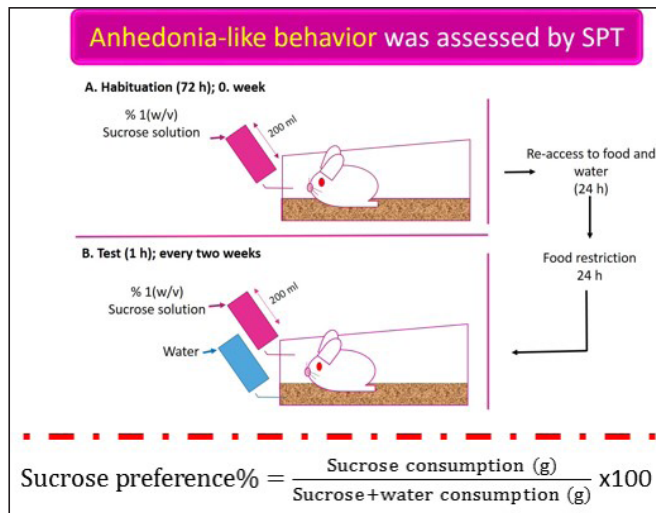 Anhedonia-like behavior was assessed by SPT
A. Habituation (72 h); 0. week
% 1(w/v)
Sucrose solution
200 ml
Re-access to food and
water
(24 h)
B. Test (1 h); every two weeks
Food restriction
24 h
% 1(w/v)
Sucrose solution
200 ml
Water
Sucrose preference% = Sucrose consumption (g) / Sucrose+water consumption (g) x100